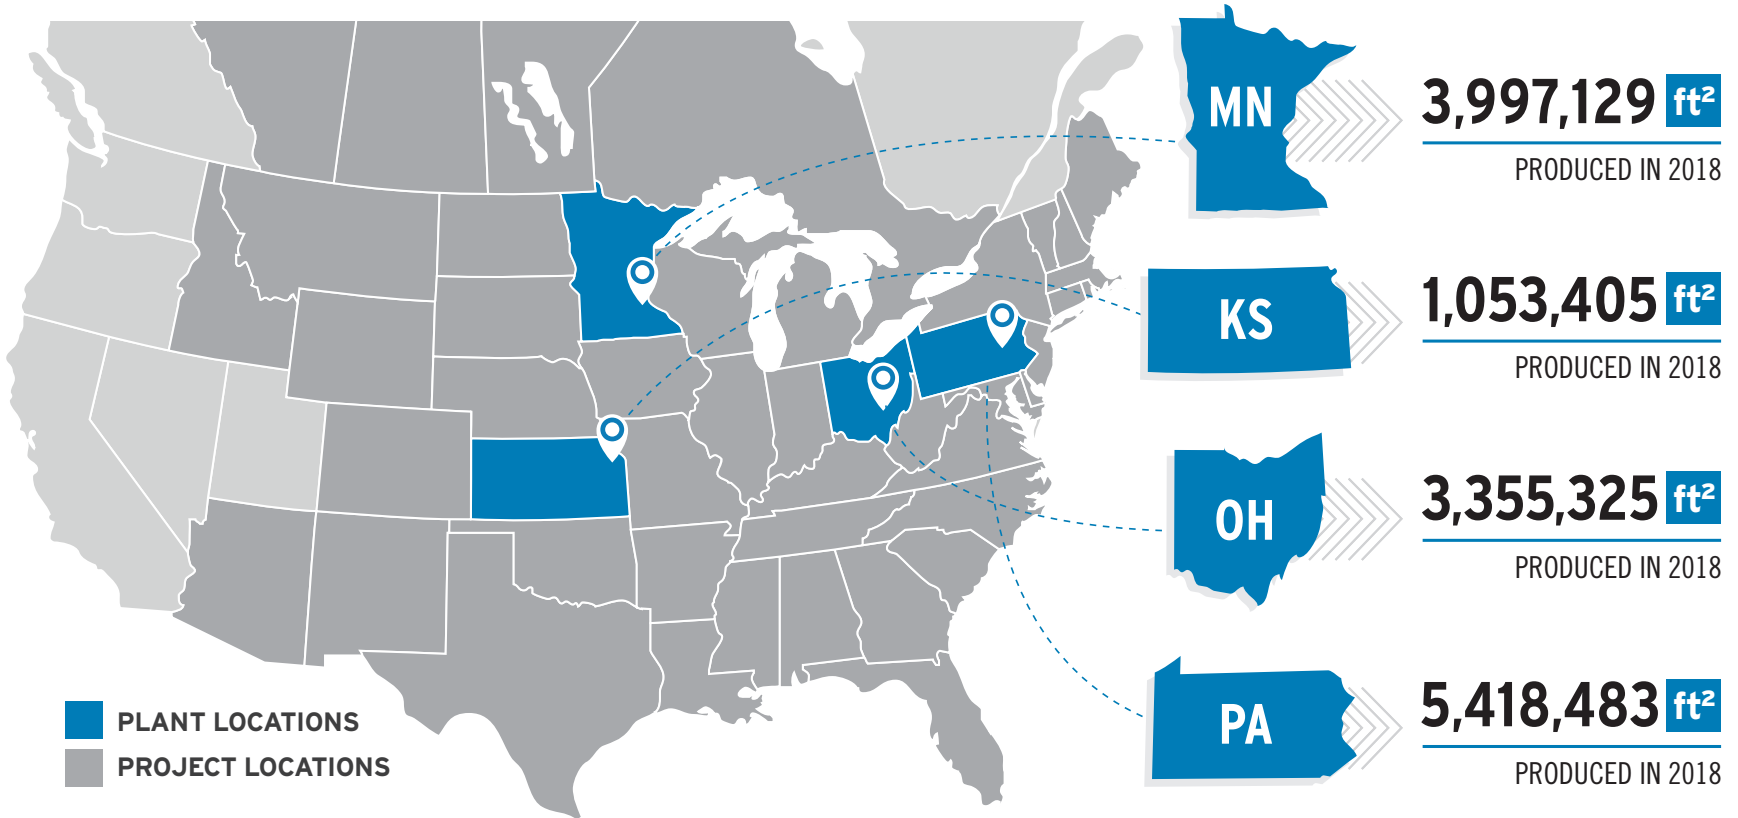 MN
3,997,129 ft²
PRODUCED IN 2018
KS
1,053,405 ft²
PRODUCED IN 2018
OH
3,355,325 ft²
PRODUCED IN 2018
PA
5,418,483 ft²
PRODUCED IN 2018
PLANT LOCATIONS
PROJECT LOCATIONS